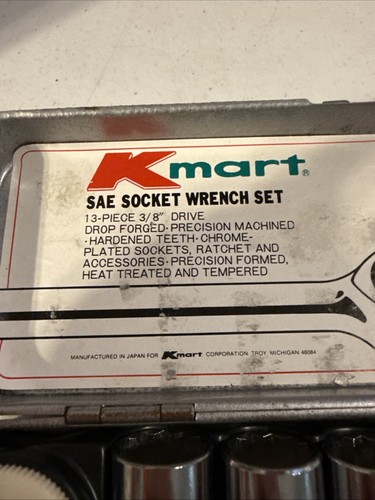 Kmart®
SAE SOCKET WRENCH SET
13-PIECE 3/8" DRIVE
DROP FORGED·PRECISION MACHINED
·HARDENED TEETH·CHROME-
PLATED SOCKETS, RATCHET AND
ACCESSORIES·PRECISION FORMED,
HEAT TREATED AND TEMPERED
MANUFACTURED IN JAPAN FOR Kmart CORPORATION TROY, MICHIGAN 48084